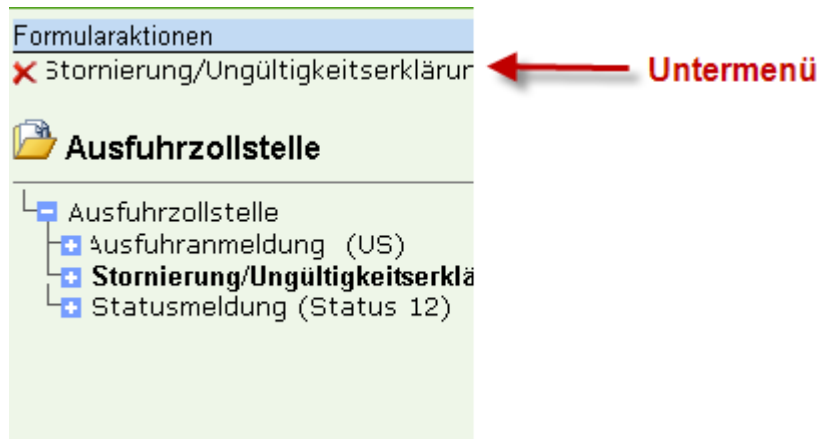 Formularaktionen
Stornierung/Ungültigkeitserklärun
Untermenü
Ausfuhrzollstelle
Ausfuhrzollstelle
Ausfuhranmeldung (US)
Stornierung/Ungültigkeitserklä
Statusmeldung (Status 12)